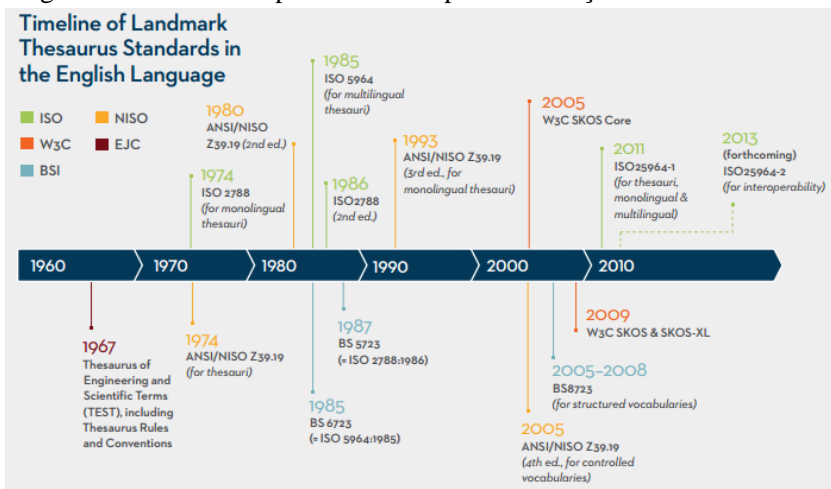 Timeline of Landmark
Thesaurus Standards in
the English Language
ISO
NISO
W3C
EJC
BSI
1980
ANSI/NISO
Z39.19 (2nd ed.)
1974
ISO 2788
(for monolingual
thesauri)
1985
ISO 5964
(for multilingual
thesauri)
1986
ISO2788
(2nd ed.)
1993
ANSI/NISO Z39.19
(3rd ed., for
monolingual thesauri)
2005
W3C SKOS Core
2011
ISO25964-1
(for thesauri,
monolingual &
multilingual)
2013
(forthcoming)
ISO25964-2
(for interoperability)
1960
1970
1980
1990
2000
2010
1967
Thesaurus of
Engineering and
Scientific Terms
(TEST), including
Thesaurus Rules
and Conventions
1974
ANSI/NISO Z39.19
(for thesauri)
1987
BS 5723
(= ISO 2788:1986)
1985
BS 6723
(= ISO 5964:1985)
2009
W3C SKOS & SKOS-XL
2005–2008
BS8723
(for structured vocabularies)
2005
ANSI/NISO Z39.19
(4th ed., for controlled
vocabularies)